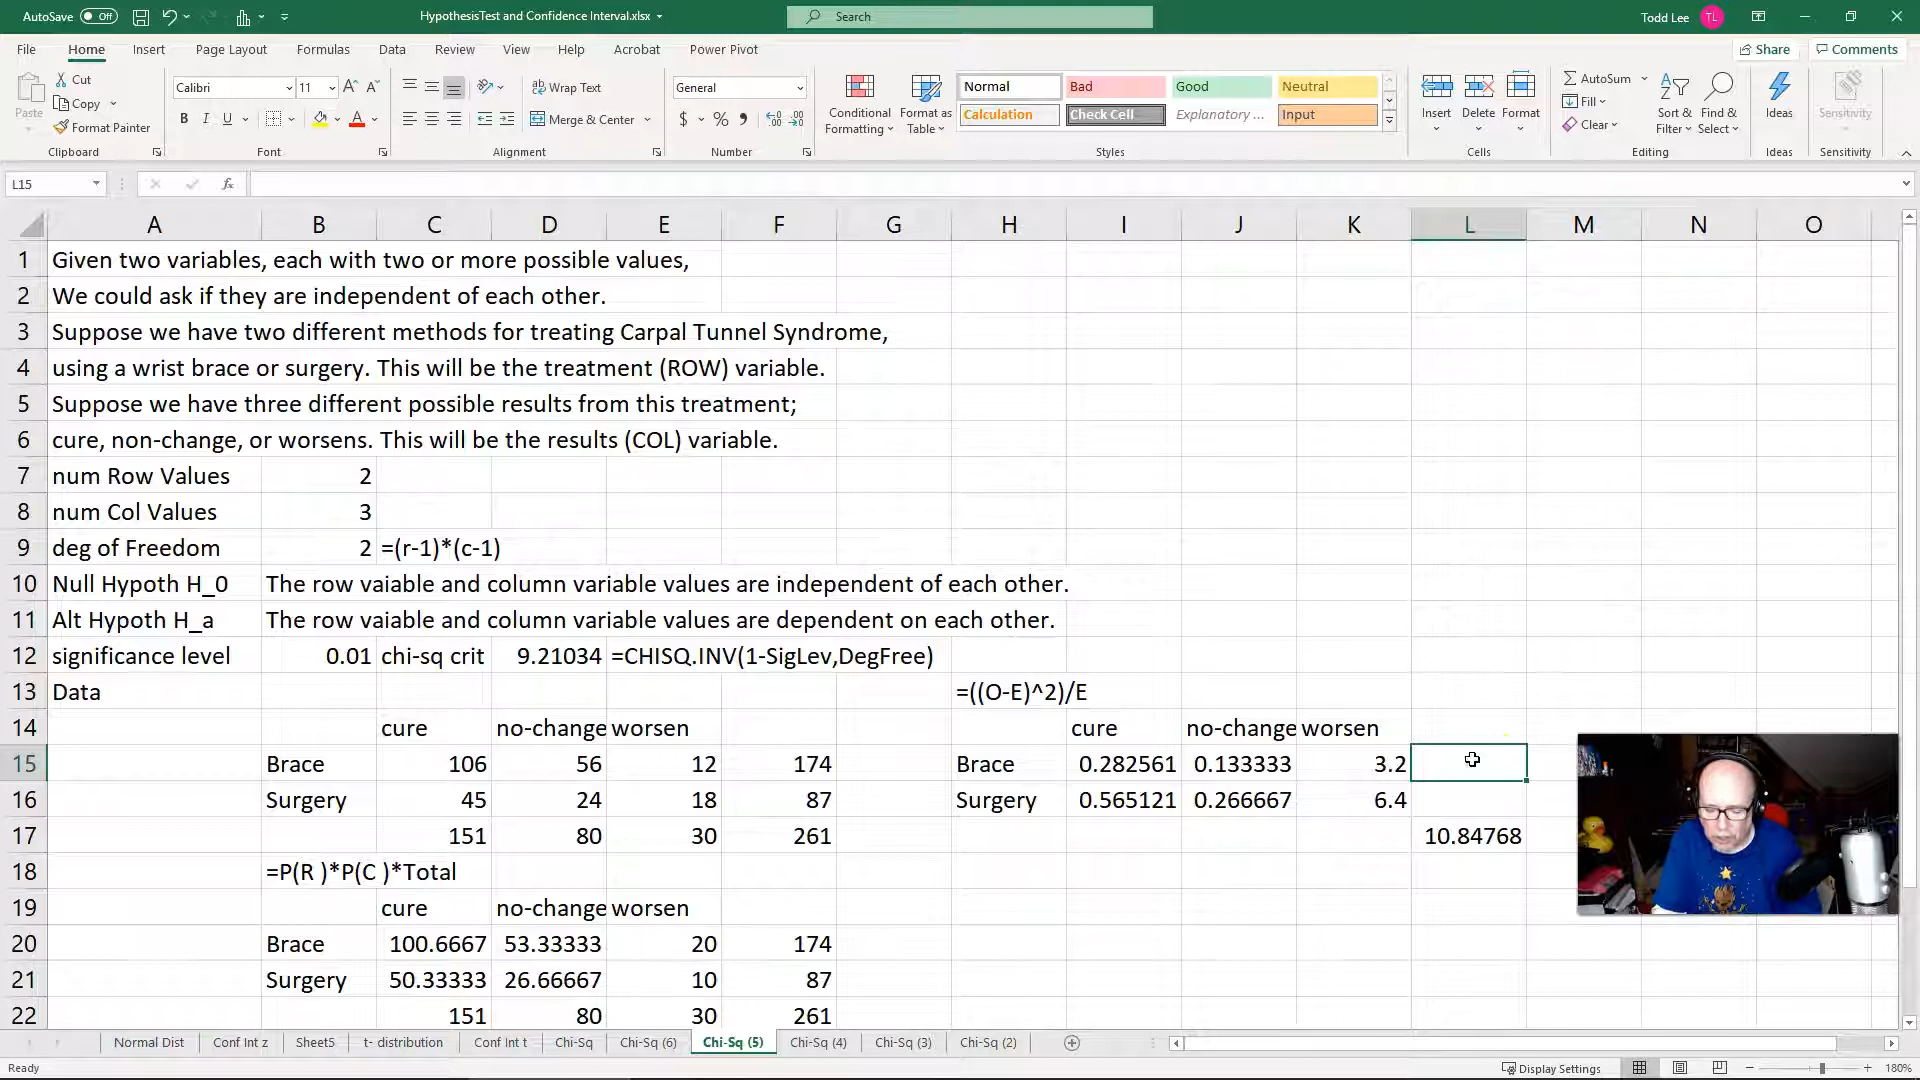 AutoSave Off HypothesisTest and Confidence Interval.xlsx Search Todd Lee TL
File Home Insert Page Layout Formulas Data Review View Help Acrobat Power Pivot Share Comments
Paste Cut Copy Format Painter
Calibri 11 Wrap Text General
B I U Merge & Center $ % 9
Conditional Formatting Format as Table
Normal Bad Good Neutral
Calculation Check Cell Explanatory ... Input
Insert Delete Format
AutoSum Fill Clear
Sort & Filter Find & Select Ideas Sensitivity
Clipboard Font Alignment Number Styles Cells Editing Ideas Sensitivity
L15 fx
A B C D E F G H I J K L M N O
1 Given two variables, each with two or more possible values,
2 We could ask if they are independent of each other.
3 Suppose we have two different methods for treating Carpal Tunnel Syndrome,
4 using a wrist brace or surgery. This will be the treatment (ROW) variable.
5 Suppose we have three different possible results from this treatment;
6 cure, non-change, or worsens. This will be the results (COL) variable.
7 num Row Values 2
8 num Col Values 3
9 deg of Freedom 2 =(r-1)*(c-1)
10 Null Hypoth H_0 The row vaiable and column variable values are independent of each other.
11 Alt Hypoth H_a The row vaiable and column variable values are dependent on each other.
12 significance level 0.01 chi-sq crit 9.21034 =CHISQ.INV(1-SigLev,DegFree)
13 Data =((O-E)^2)/E
14 cure no-change worsen cure no-change worsen
15 Brace 106 56 12 174 Brace 0.282561 0.133333 3.2
16 Surgery 45 24 18 87 Surgery 0.565121 0.266667 6.4
17 151 80 30 261 10.84768
18 =P(R )*P(C )*Total
19 cure no-change worsen
20 Brace 100.6667 53.33333 20 174
21 Surgery 50.33333 26.66667 10 87
22 151 80 30 261
Normal Dist Conf Int z Sheet5 t- distribution Conf Int t Chi-Sq Chi-Sq (6) Chi-Sq (5) Chi-Sq (4) Chi-Sq (3) Chi-Sq (2)
Ready Display Settings 180%